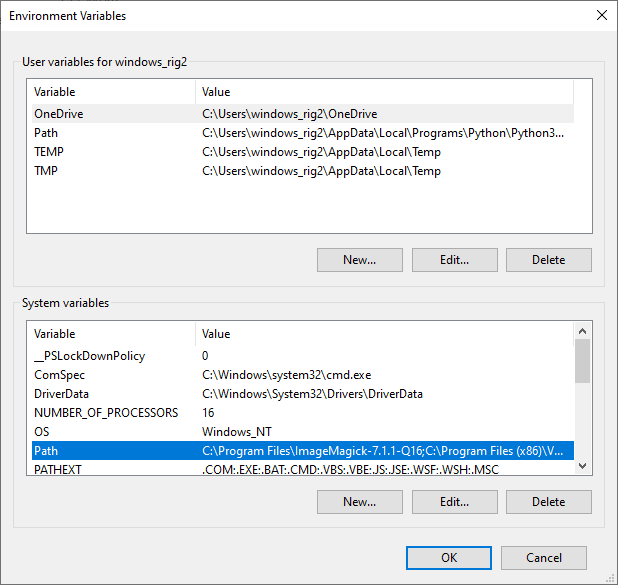 Environment Variables
User variables for windows_rig2
Variable Value
OneDrive C:\Users\windows_rig2\OneDrive
Path C:\Users\windows_rig2\AppData\Local\Programs\Python\Python3...
TEMP C:\Users\windows_rig2\AppData\Local\Temp
TMP C:\Users\windows_rig2\AppData\Local\Temp
New... Edit... Delete
System variables
Variable Value
__PSLockDownPolicy 0
ComSpec C:\Windows\system32\cmd.exe
DriverData C:\Windows\System32\Drivers\DriverData
NUMBER_OF_PROCESSORS 16
OS Windows_NT
Path C:\Program Files\ImageMagick-7.1.1-Q16;C:\Program Files (x86)\V...
PATHEXT .COM;.EXE;.BAT;.CMD;.VBS;.VBE;.JS;.JSE;.WSF;.WSH;.MSC
New... Edit... Delete
OK Cancel